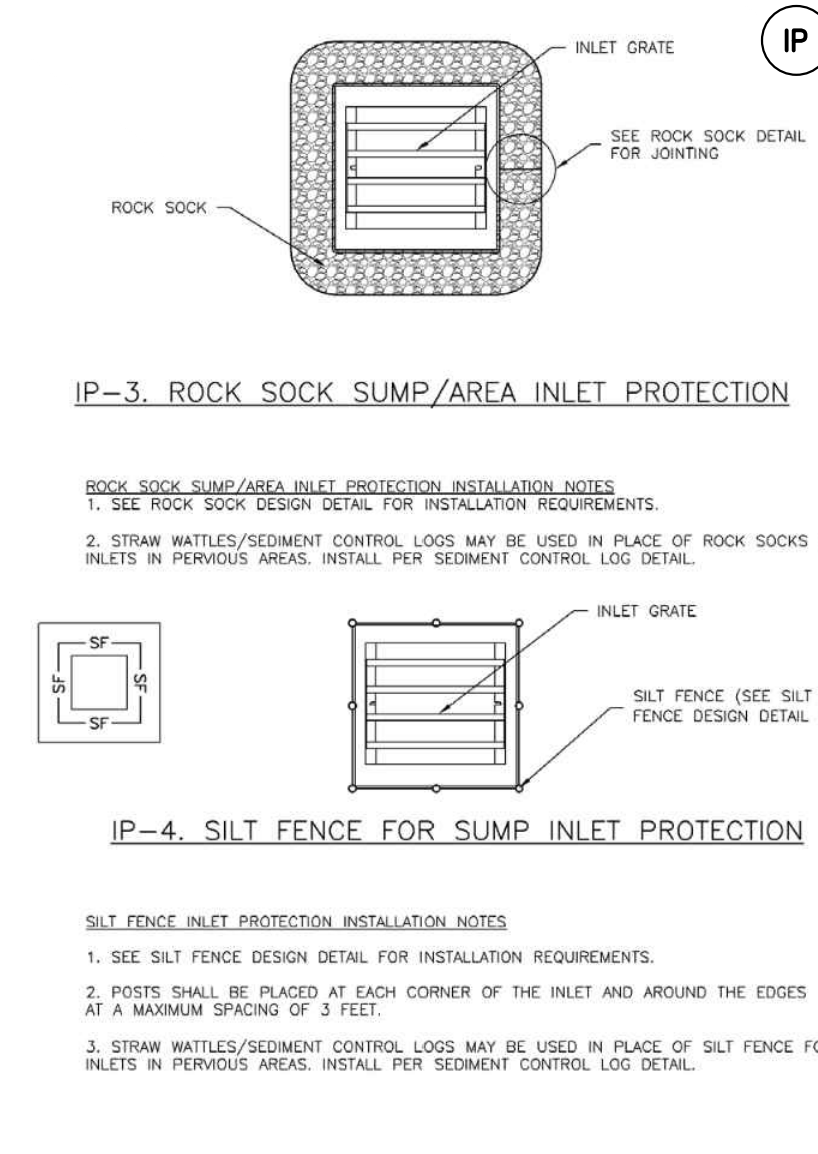 IP
INLET GRATE
SEE ROCK SOCK DETAIL
FOR JOINTING
ROCK SOCK
IP-3. ROCK SOCK SUMP/AREA INLET PROTECTION
ROCK SOCK SUMP/AREA INLET PROTECTION INSTALLATION NOTES
1. SEE ROCK SOCK DESIGN DETAIL FOR INSTALLATION REQUIREMENTS.
2. STRAW WATTLES/SEDIMENT CONTROL LOGS MAY BE USED IN PLACE OF ROCK SOCKS
INLETS IN PERVIOUS AREAS. INSTALL PER SEDIMENT CONTROL LOG DETAIL.
INLET GRATE
SF
SF
SF
SF
SILT FENCE (SEE SILT
FENCE DESIGN DETAIL
IP-4. SILT FENCE FOR SUMP INLET PROTECTION
SILT FENCE INLET PROTECTION INSTALLATION NOTES
1. SEE SILT FENCE DESIGN DETAIL FOR INSTALLATION REQUIREMENTS.
2. POSTS SHALL BE PLACED AT EACH CORNER OF THE INLET AND AROUND THE EDGES
AT A MAXIMUM SPACING OF 3 FEET.
3. STRAW WATTLES/SEDIMENT CONTROL LOGS MAY BE USED IN PLACE OF SILT FENCE
INLETS IN PERVIOUS AREAS. INSTALL PER SEDIMENT CONTROL LOG DETAIL.